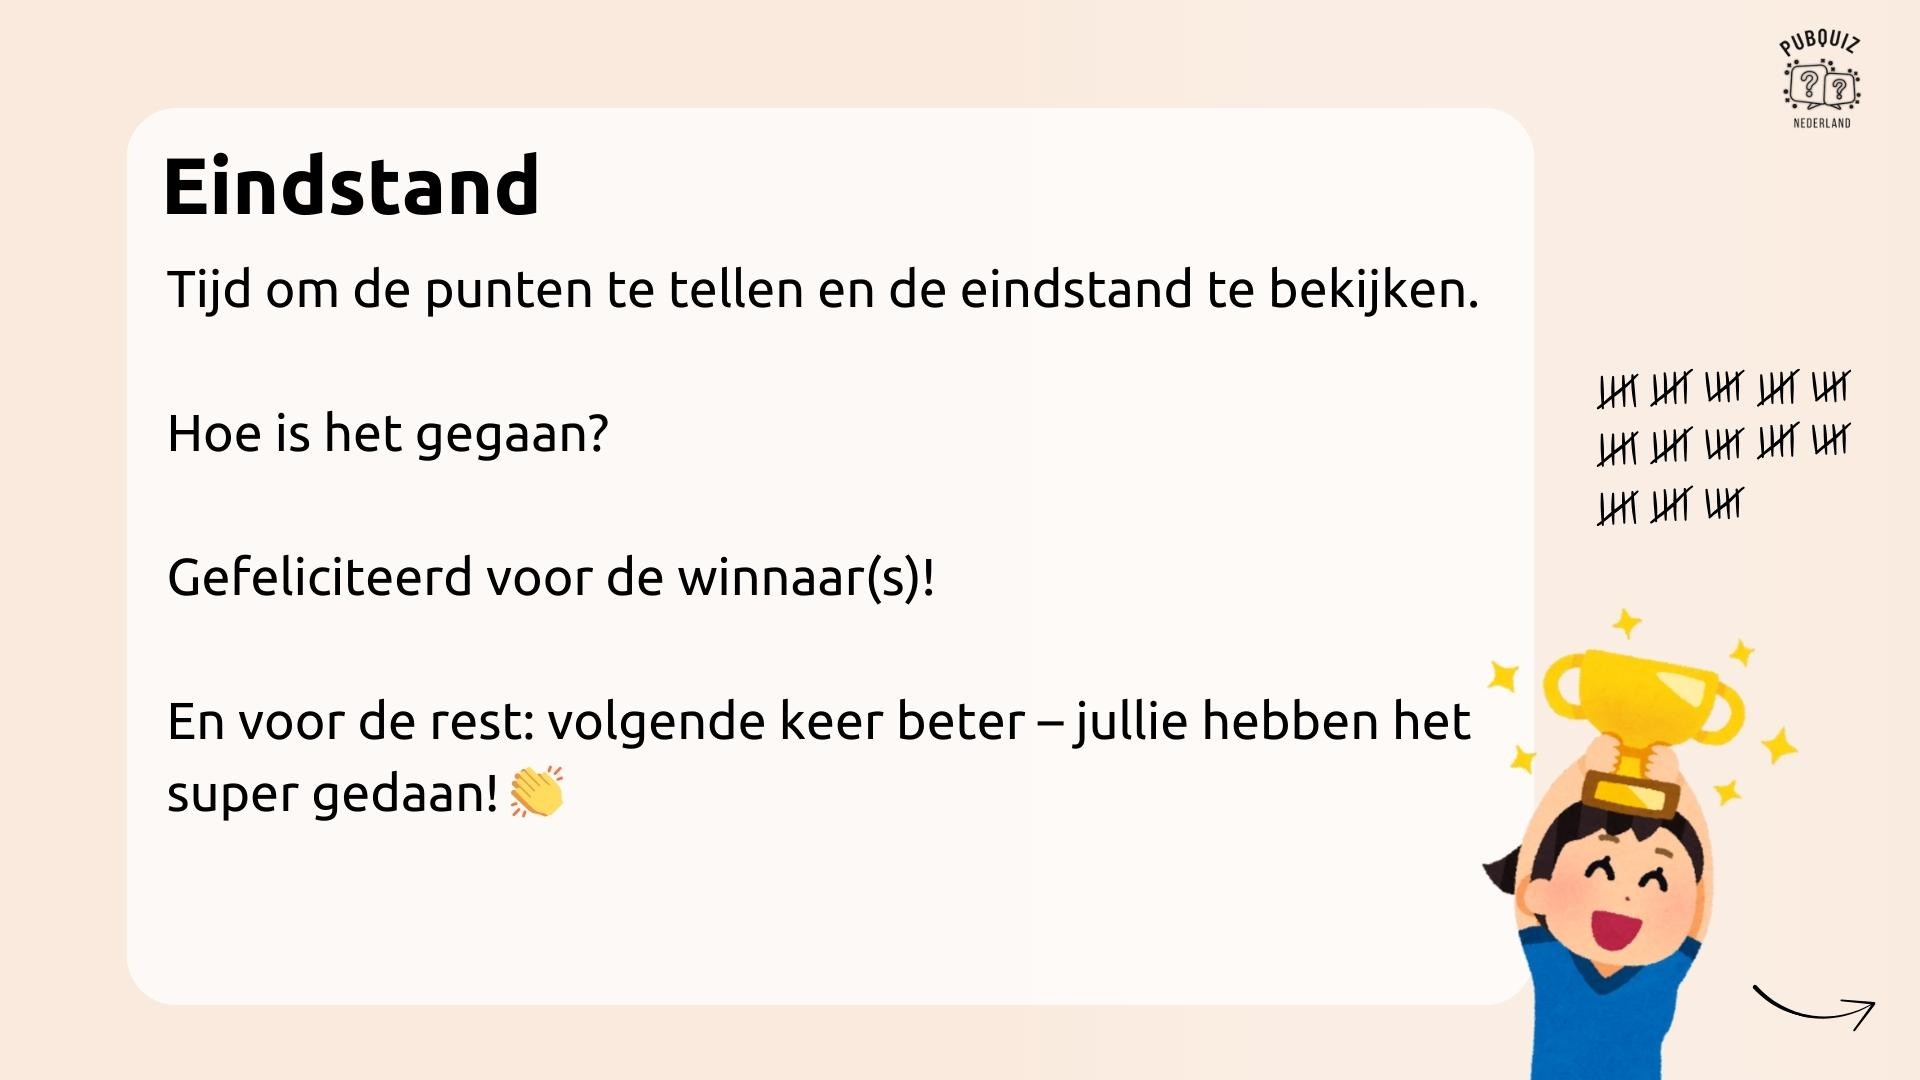 PUBQUIZ
? ?
NEDERLAND
Eindstand
Tijd om de punten te tellen en de eindstand te bekijken.
Hoe is het gegaan?
Gefeliciteerd voor de winnaar(s)!
En voor de rest: volgende keer beter – jullie hebben het
super gedaan! 👏